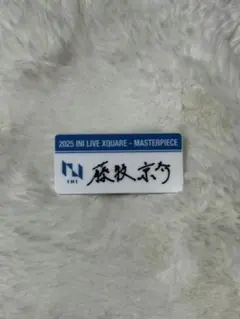 2025 INI LIVE XQUARE - MASTERPIECE
INI
藤牧京介